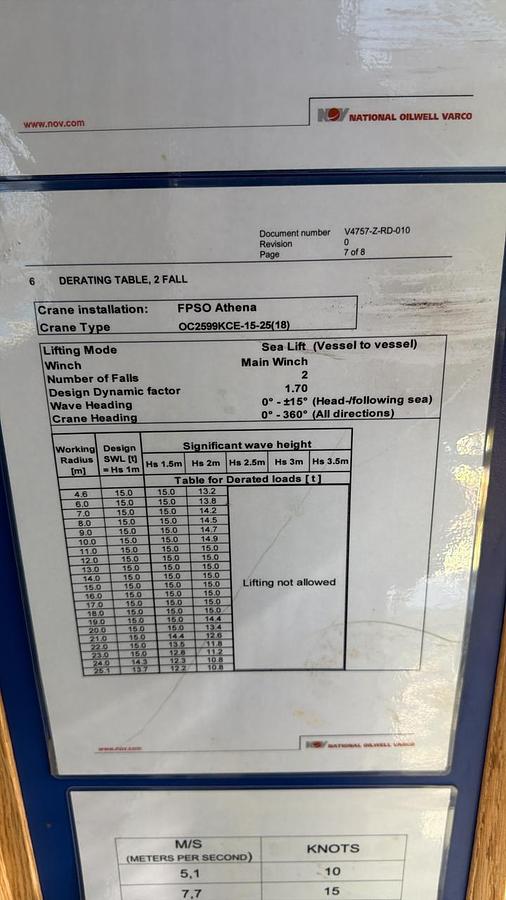 www.nov.com
NOV NATIONAL OILWELL VARCO
Document number V4757-Z-RD-010
Revision 0
Page 7 of 8
6 DERATING TABLE, 2 FALL
Crane installation: FPSO Athena
Crane Type OC2599KCE-15-25(18)
Lifting Mode Sea Lift (Vessel to vessel)
Winch Main Winch
Number of Falls 2
Design Dynamic factor 1.70
Wave Heading 0° - ±15° (Head-/following sea)
Crane Heading 0° - 360° (All directions)
Working Radius [m] Design SWL [t] = Hs 1m Significant wave height
Hs 1.5m Hs 2m Hs 2.5m Hs 3m Hs 3.5m
Table for Derated loads [ t ]
4.6 15.0 15.0 13.2
6.0 15.0 15.0 13.8
7.0 15.0 15.0 14.2
8.0 15.0 15.0 14.5
9.0 15.0 15.0 14.7
10.0 15.0 15.0 14.9
11.0 15.0 15.0 15.0
12.0 15.0 15.0 15.0
13.0 15.0 15.0 15.0
14.0 15.0 15.0 15.0
15.0 15.0 15.0 15.0
16.0 15.0 15.0 15.0
17.0 15.0 15.0 15.0
18.0 15.0 15.0 15.0
19.0 15.0 15.0 14.4
20.0 15.0 15.0 13.4
21.0 15.0 14.4 12.6
22.0 15.0 13.5 11.8
23.0 15.0 12.8 11.2
24.0 14.3 12.3 10.8
25.1 13.7 12.2 10.8
Lifting not allowed
www.nov.com
NOV NATIONAL OILWELL VARCO
M/S (METERS PER SECOND) KNOTS
5,1 10
7,7 15